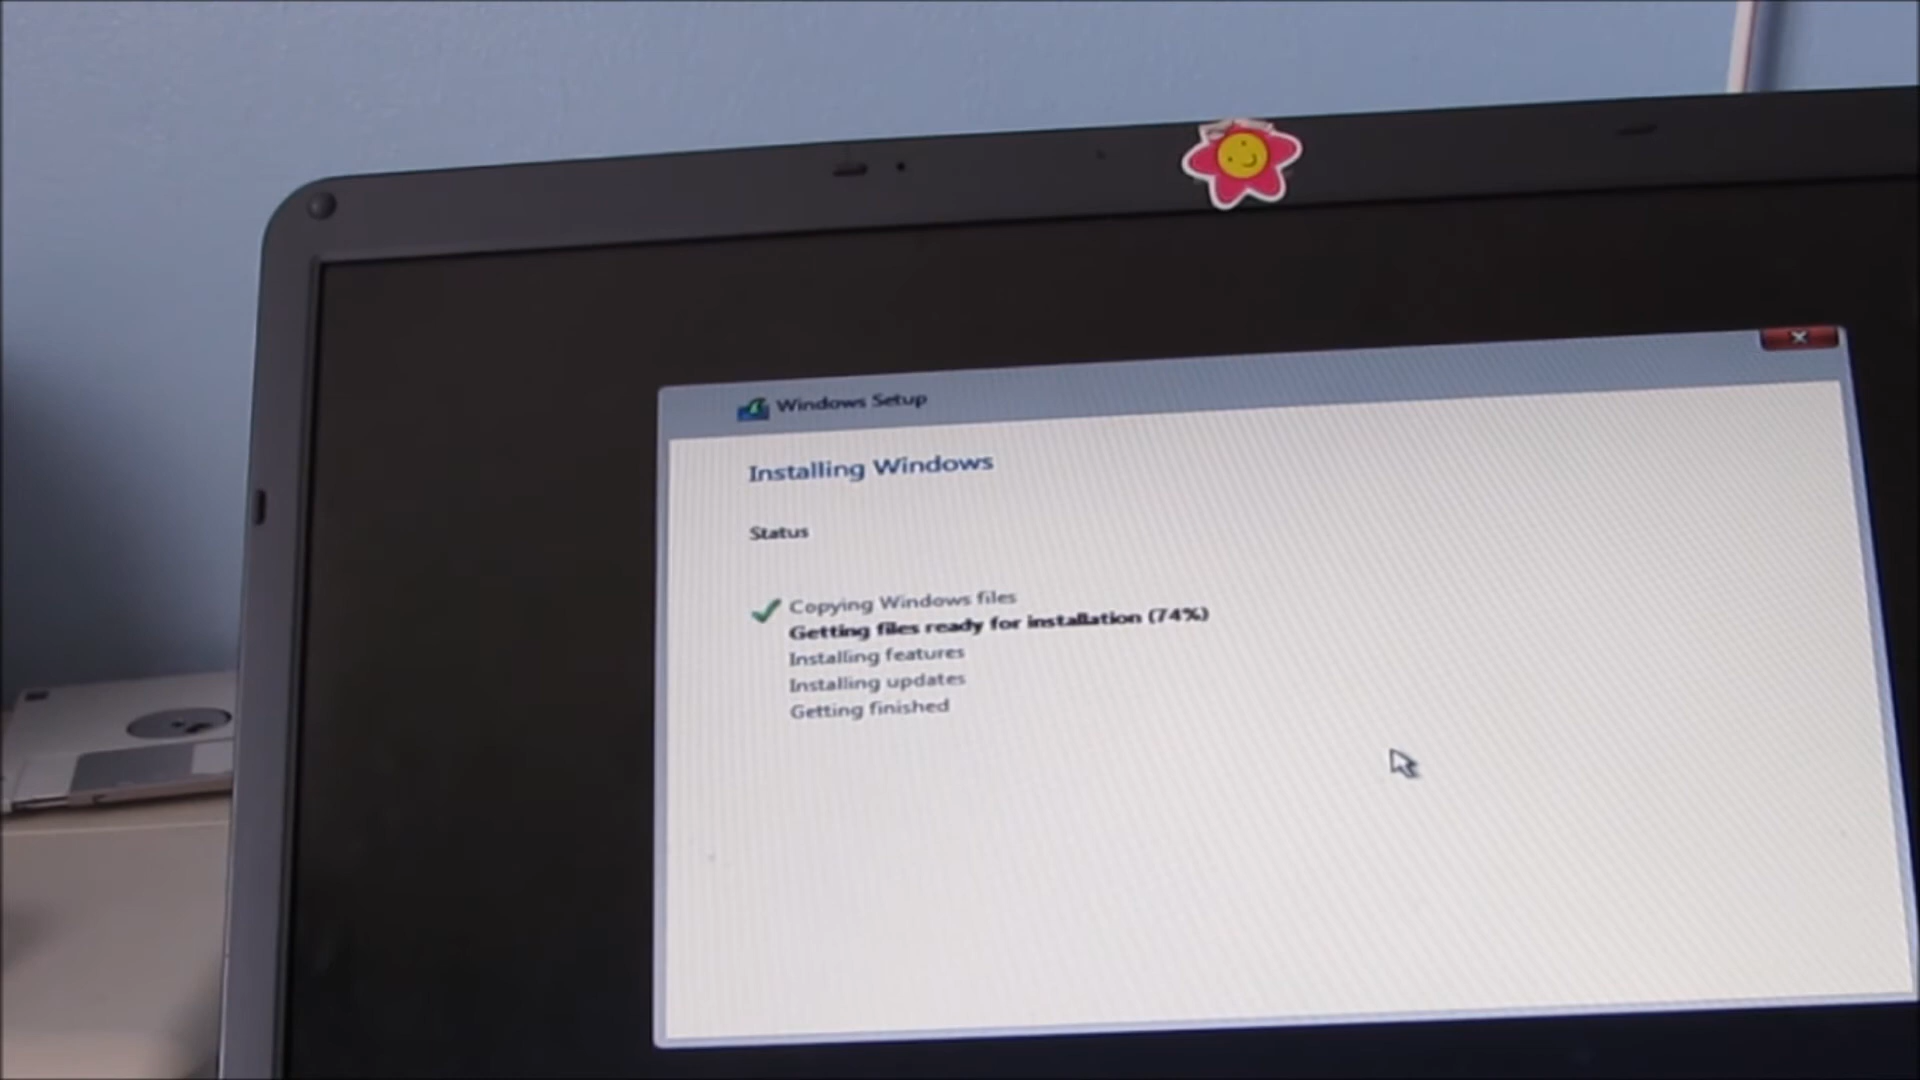 Windows Setup
Installing Windows
Status
Copying Windows files
Getting files ready for installation (74%)
Installing features
Installing updates
Getting finished